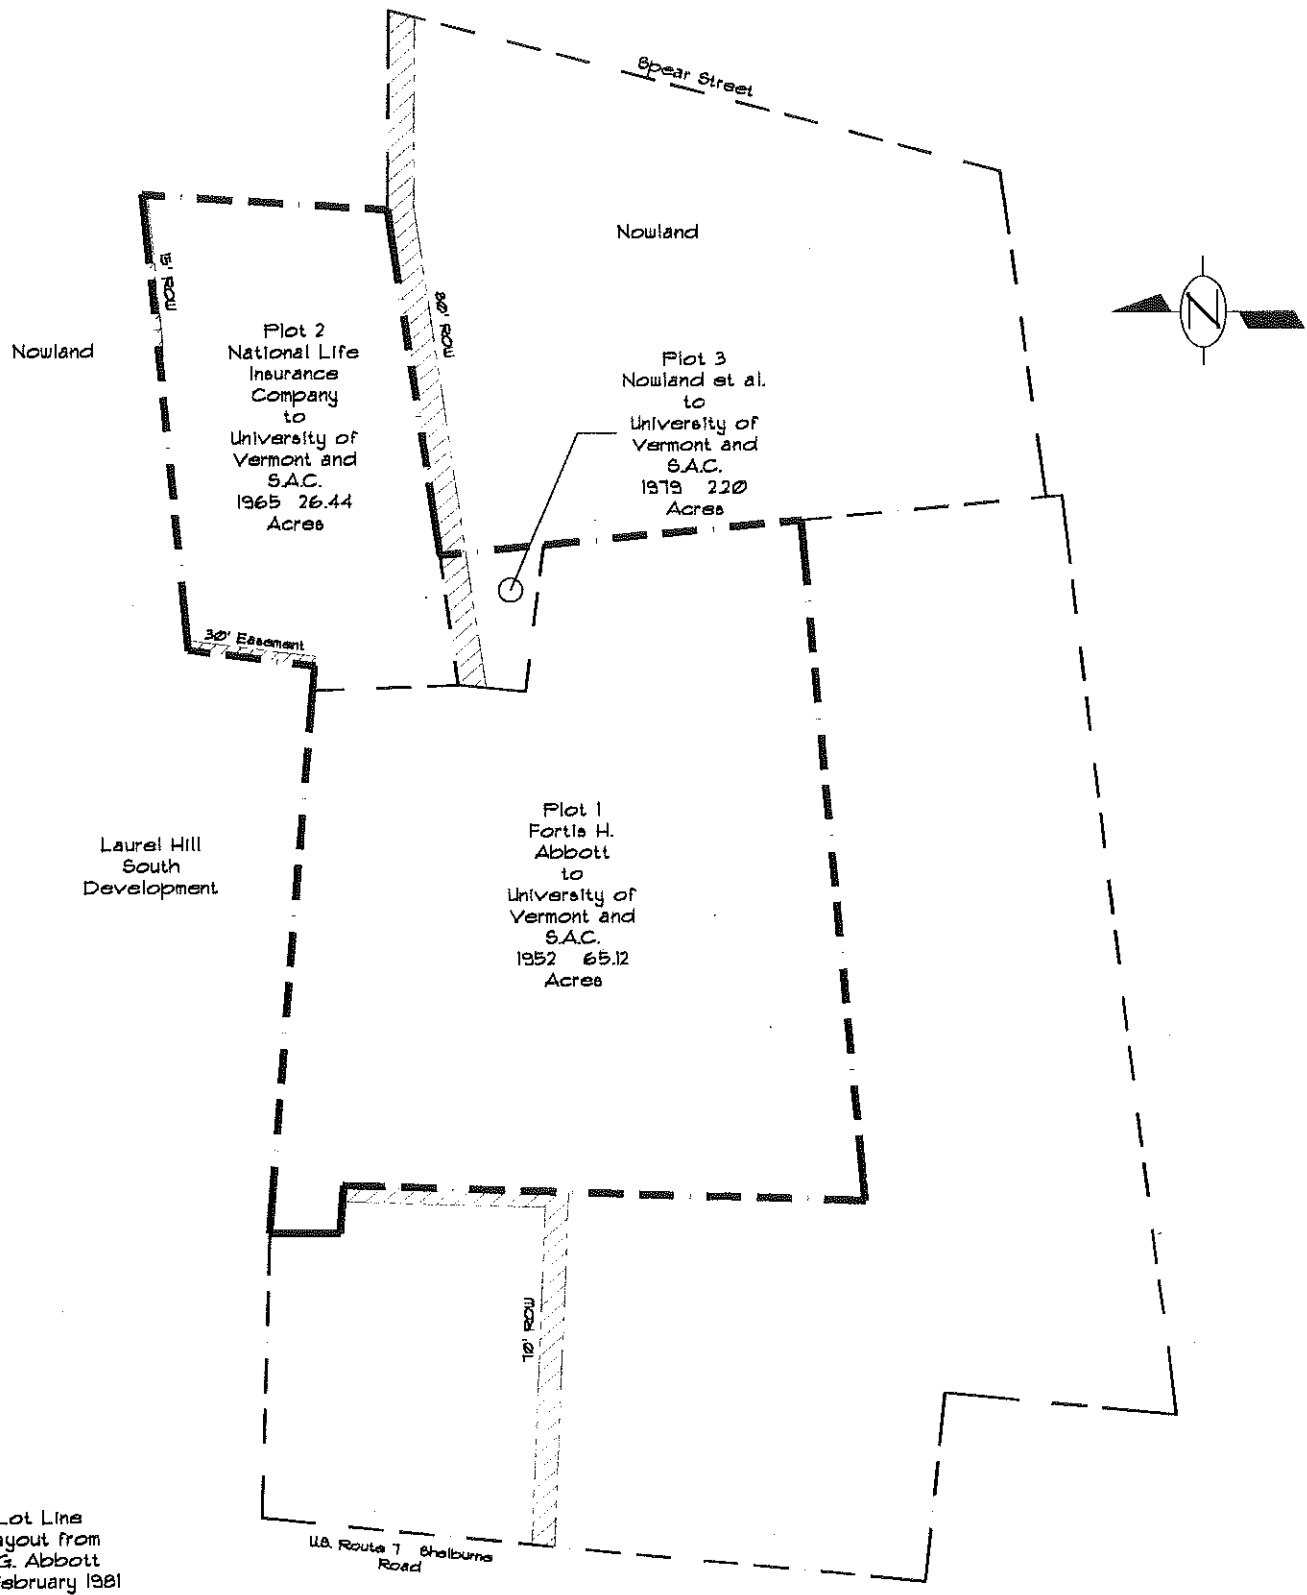 Spear Street
Nowland
15' ROW
80' ROW
Nowland
Plot 2
National Life
Insurance
Company
to
University of
Vermont and
S.A.C.
1965 26.44
Acres
Plot 3
Nowland et al.
to
University of
Vermont and
S.A.C.
1979 2.20
Acres
N
30' Easement
Plot 1
Fortis H.
Abbott
to
University of
Vermont and
S.A.C.
1952 65.12
Acres
Laurel Hill
South
Development
70' ROW
U.S. Route 7 Shelburne
Road
Lot Line
ayout from
G. Abbott
February 1981